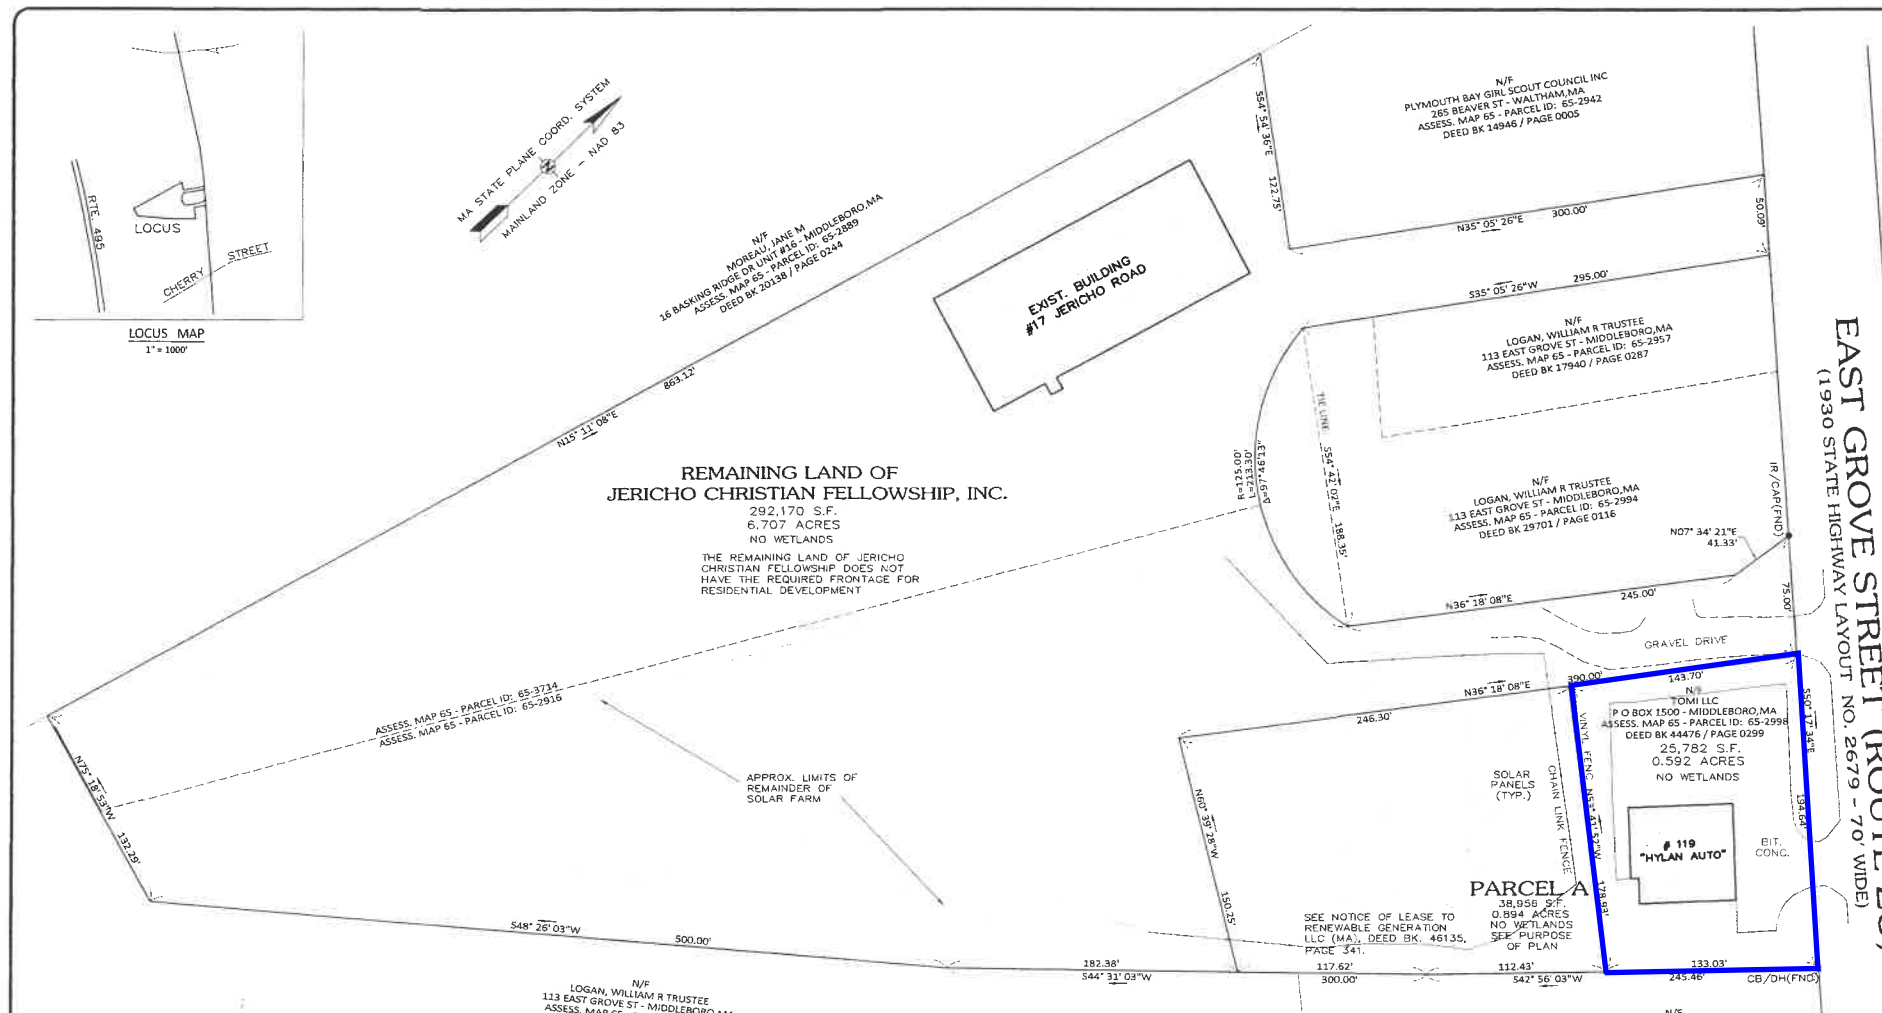 RTE. 495
LOCUS
CHERRY STREET
LOCUS MAP
1" = 1000'
MA STATE PLANE COORD. SYSTEM
MAINLAND ZONE - NAD 83
N/F
MOREAU, JANE M
16 BASKING RIDGE DR UNIT #16 - MIDDLEBORO,MA
ASSESS. MAP 65 - PARCEL ID: 65-2889
DEED BK 20138 / PAGE 0244
N15° 11' 08"E
863.12'
EXIST. BUILDING
#17 JERICHO ROAD
S54° 54' 36"E
122.75'
N/F
PLYMOUTH BAY GIRL SCOUT COUNCIL INC
265 BEAVER ST - WALTHAM,MA
ASSESS. MAP 65 - PARCEL ID: 65-2942
DEED BK 14946 / PAGE 0005
N35° 05' 26"E
300.00'
50.09'
S35° 05' 26"W
295.00'
N/F
LOGAN, WILLIAM R TRUSTEE
113 EAST GROVE ST - MIDDLEBORO,MA
ASSESS. MAP 65 - PARCEL ID: 65-2957
DEED BK 17940 / PAGE 0287
TIE LINE
S54° 42' 02"E
188.35'
R=125.00'
L=213.30'
Δ=97°46'13"
N/F
LOGAN, WILLIAM R TRUSTEE
113 EAST GROVE ST - MIDDLEBORO,MA
ASSESS. MAP 65 - PARCEL ID: 65-2994
DEED BK 29701 / PAGE 0116
IR/CAP(FND)
N07° 34' 21"E
41.33'
N36° 18' 08"E
245.00'
75.00'
EAST GROVE STREET (ROUTE
(1930 STATE HIGHWAY LAYOUT NO. 2679 - 70' WIDE)
REMAINING LAND OF
JERICHO CHRISTIAN FELLOWSHIP, INC.
292,170 S.F.
6.707 ACRES
NO WETLANDS
THE REMAINING LAND OF JERICHO
CHRISTIAN FELLOWSHIP DOES NOT
HAVE THE REQUIRED FRONTAGE FOR
RESIDENTIAL DEVELOPMENT
ASSESS. MAP 65 - PARCEL ID: 65-3714
ASSESS. MAP 65 - PARCEL ID: 65-2916
N75° 18' 53"W
132.29'
APPROX. LIMITS OF
REMAINDER OF
SOLAR FARM
GRAVEL DRIVE
N36° 18' 08"E
390.00'
246.30'
143.70'
N/F
TOMI LLC
P O BOX 1500 - MIDDLEBORO,MA
ASSESS. MAP 65 - PARCEL ID: 65-2998
DEED BK 44476 / PAGE 0299
25,782 S.F.
0.592 ACRES
NO WETLANDS
S50° 17' 34"E
194.64'
VINYL FENC
N53° 47' 52"W
178.93'
CHAIN LINK FENCE
SOLAR
PANELS
(TYP.)
N60° 39' 28"W
150.25'
# 119
"HYLAN AUTO"
BIT.
CONC.
PARCEL A
38,956 S.F.
0.894 ACRES
NO WETLANDS
SEE PURPOSE
OF PLAN
SEE NOTICE OF LEASE TO
RENEWABLE GENERATION
LLC (MA), DEED BK. 46135,
PAGE 341.
S48° 26' 03"W
500.00'
182.38'
S44° 31' 03"W
117.62'
300.00'
112.43'
S42° 56' 03"W
133.03'
245.46'
CB/DH(FND)
N/F
LOGAN, WILLIAM R TRUSTEE
113 EAST GROVE ST - MIDDLEBORO,MA
N/F